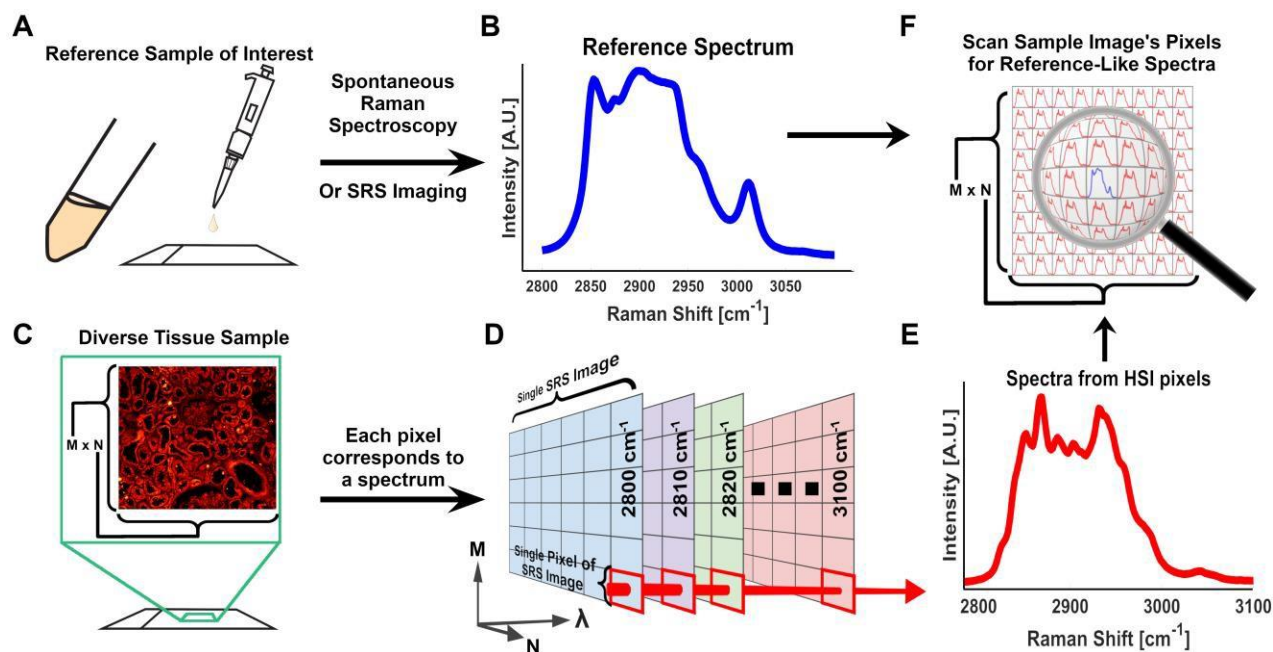 A
Reference Sample of Interest
Spontaneous
Raman
Spectroscopy
Or SRS Imaging
B
Reference Spectrum
Intensity [A.U.]
2800 2850 2900 2950 3000 3050
Raman Shift [cm-1]
F
Scan Sample Image's Pixels
for Reference-Like Spectra
M x N
C
Diverse Tissue Sample
M x N
Each pixel
corresponds to
a spectrum
D
Single SRS Image
2800 cm-1
2810 cm-1
2820 cm-1
3100 cm-1
Single Pixel of
SRS Image
M
N
λ
E
Spectra from HSI pixels
Intensity [A.U.]
2800 2900 3000 3100
Raman Shift [cm-1]